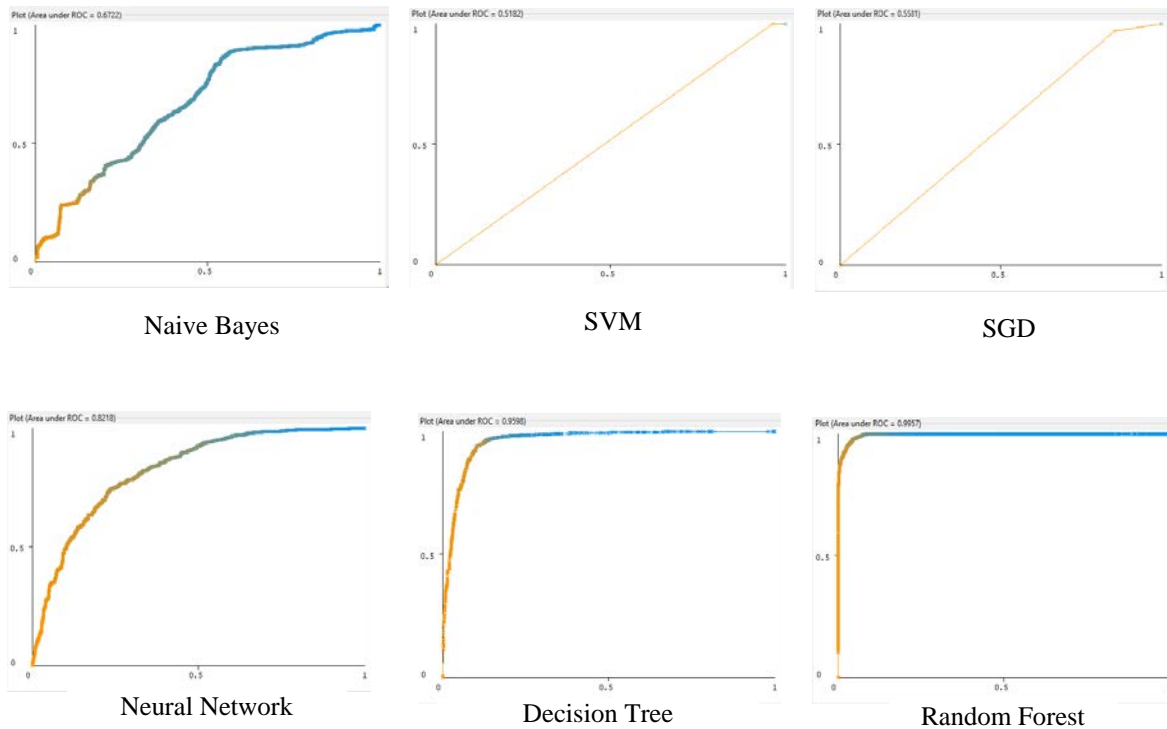 Plot (Area under ROC = 0.6722)
1
0.5
0
0
0.5
1
Naive Bayes
Plot (Area under ROC = 0.5182)
1
0.5
0
0
0.5
1
SVM
Plot (Area under ROC = 0.5581)
1
0.5
0
0
0.5
1
SGD
Plot (Area under ROC = 0.8218)
1
0.5
0
0.5
1
Neural Network
Plot (Area under ROC = 0.9598)
1
0.5
0
0.5
1
Decision Tree
Plot (Area under ROC = 0.9957)
1
0.5
0
0.5
1
Random Forest